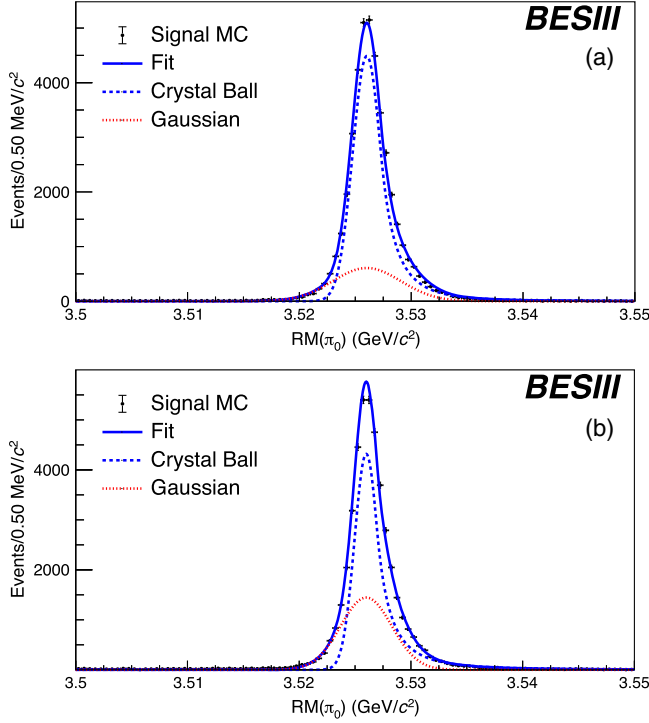 BESIII
(a)
Signal MC
Fit
Crystal Ball
Gaussian
Events/0.50 MeV/c²
4000
2000
0
3.5 3.51 3.52 3.53 3.54 3.55
RM(π₀) (GeV/c²)
BESIII
(b)
Signal MC
Fit
Crystal Ball
Gaussian
Events/0.50 MeV/c²
4000
2000
3.5 3.51 3.52 3.53 3.54 3.55
RM(π₀) (GeV/c²)